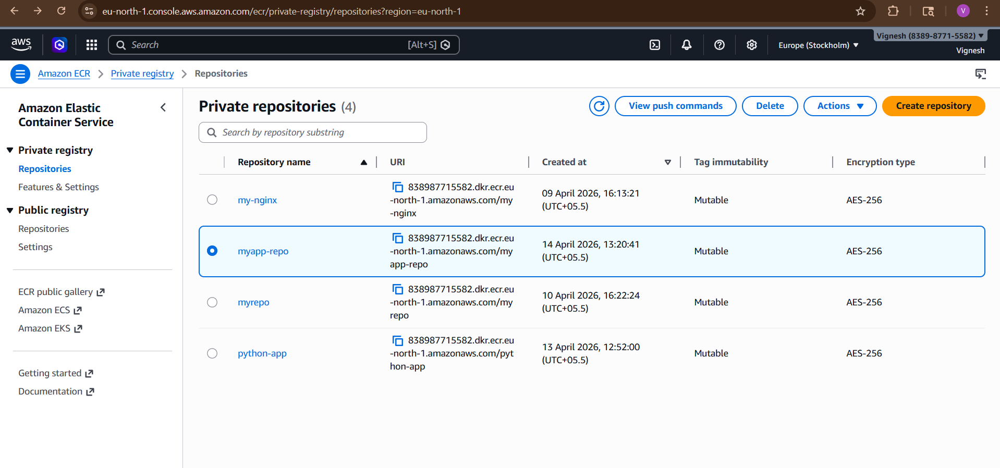 eu-north-1.console.aws.amazon.com/ecr/private-registry/repositories?region=eu-north-1
V
aws
Search
[Alt+S]
Europe (Stockholm)
Vignesh (8389-8771-5582)
Vignesh
Amazon ECR
Private registry
Repositories
Amazon Elastic
Container Service
Private registry
Repositories
Features & Settings
Public registry
Repositories
Settings
ECR public gallery
Amazon ECS
Amazon EKS
Getting started
Documentation
Private repositories (4)
View push commands
Delete
Actions
Create repository
Search by repository substring
Repository name
URI
Created at
Tag immutability
Encryption type
my-nginx
838987715582.dkr.ecr.eu
-north-1.amazonaws.com/my
-nginx
09 April 2026, 16:13:21
(UTC+05.5)
Mutable
AES-256
myapp-repo
838987715582.dkr.ecr.eu
-north-1.amazonaws.com/my
app-repo
14 April 2026, 13:20:41
(UTC+05.5)
Mutable
AES-256
myrepo
838987715582.dkr.ecr.eu
-north-1.amazonaws.com/my
repo
10 April 2026, 16:22:24
(UTC+05.5)
Mutable
AES-256
python-app
838987715582.dkr.ecr.eu
-north-1.amazonaws.com/pyt
hon-app
13 April 2026, 12:52:00
(UTC+05.5)
Mutable
AES-256